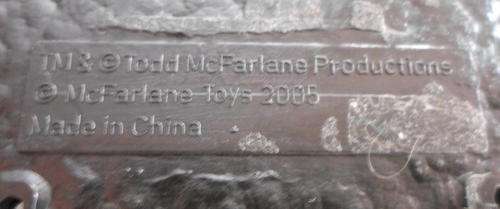 TM & © Todd McFarlane Productions
© McFarlane Toys 2005
Made in China